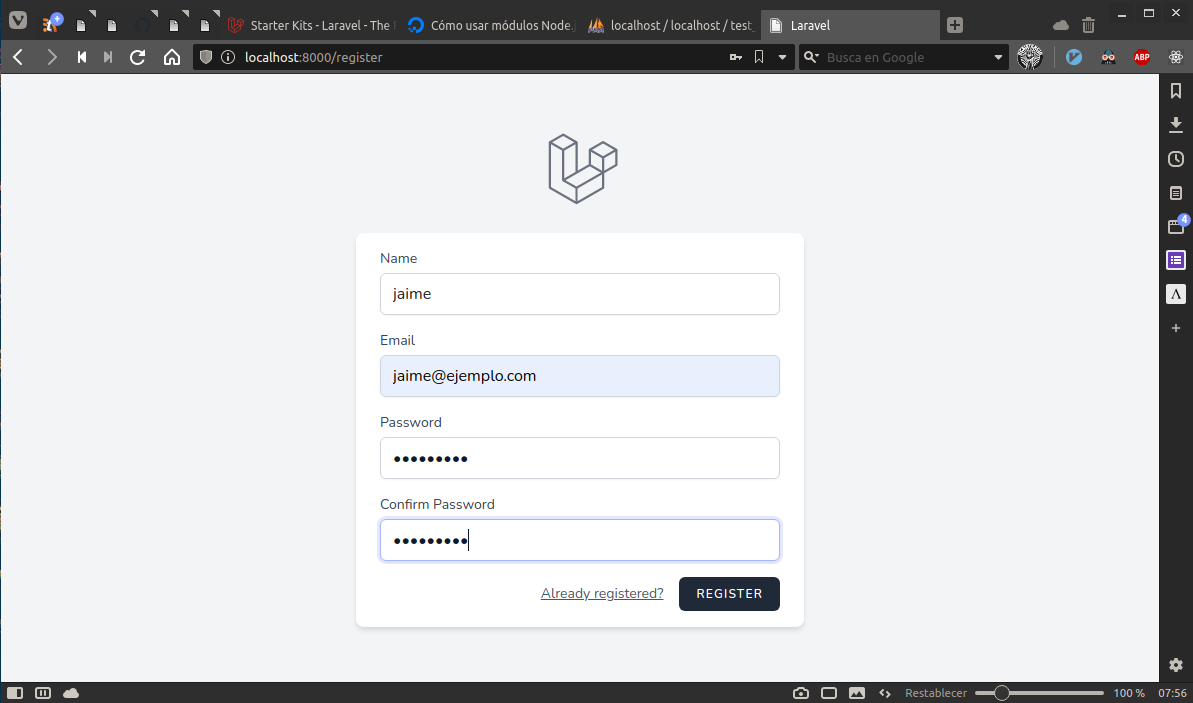 Starter Kits - Laravel - The
Cómo usar módulos Node.
localhost / localhost / test_
Laravel
localhost:8000/register
Busca en Google
ABP
4
Name
jaime
Email
jaime@ejemplo.com
Password
•••••••••
Confirm Password
•••••••••
Already registered?
REGISTER
Restablecer
100 %
07:56